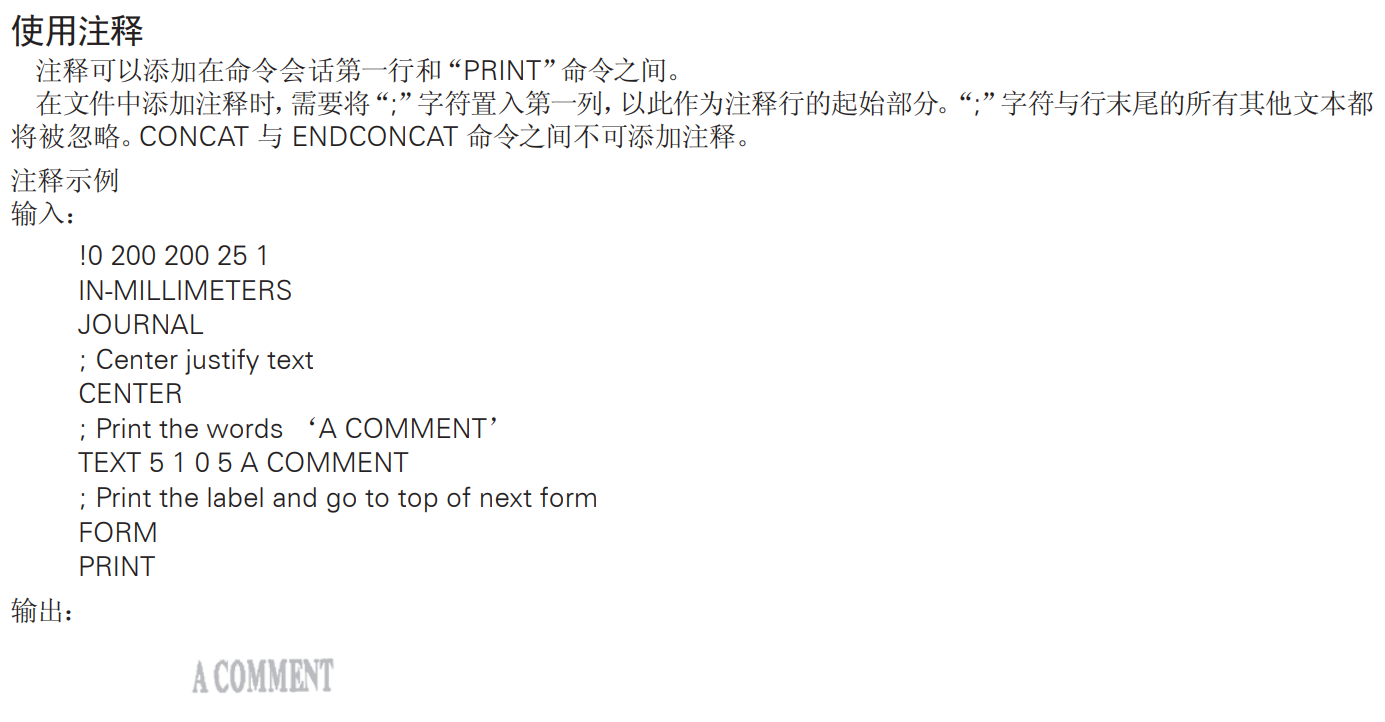 使用注释
注释可以添加在命令会话第一行和“PRINT”命令之间。
在文件中添加注释时,需要将“;”字符置入第一列,以此作为注释行的起始部分。“;”字符与行末尾的所有其他文本都
将被忽略。CONCAT 与 ENDCONCAT 命令之间不可添加注释。
注释示例
输入:
!0 200 200 25 1
IN-MILLIMETERS
JOURNAL
; Center justify text
CENTER
; Print the words ‘A COMMENT’
TEXT 5 1 0 5 A COMMENT
; Print the label and go to top of next form
FORM
PRINT
输出:
A COMMENT